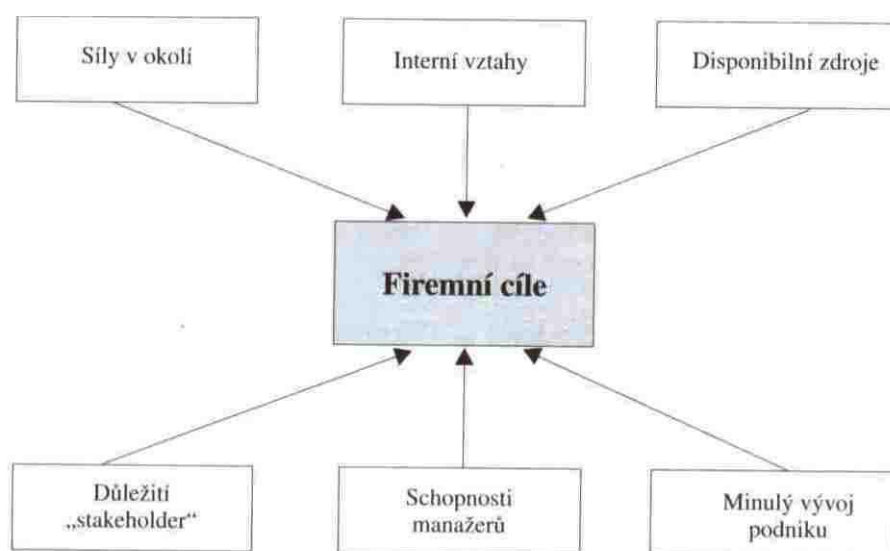 Síly v okolí
Interní vztahy
Disponibilní zdroje
Firemní cíle
Důležití
„stakeholder“
Schopnosti
manažerů
Minulý vývoj
podniku